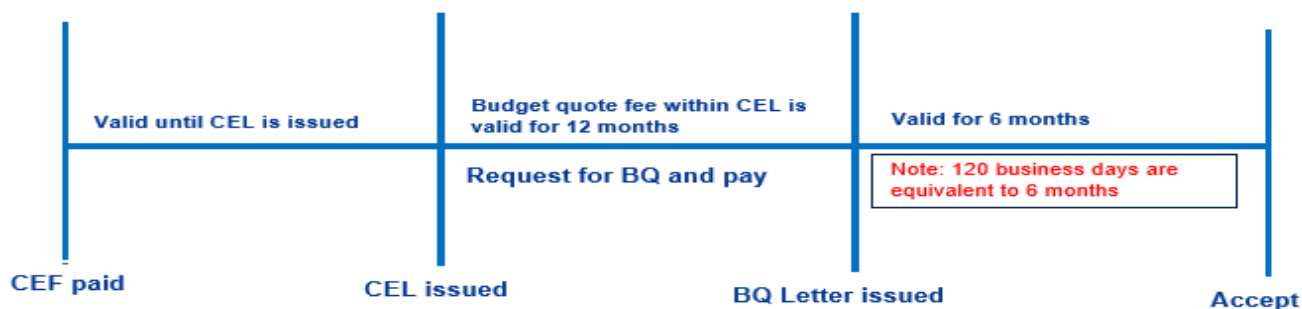 Valid until CEL is issued
Budget quote fee within CEL is
valid for 12 months
Valid for 6 months
Request for BQ and pay
Note: 120 business days are
equivalent to 6 months
CEF paid
CEL issued
BQ Letter issued
Accept